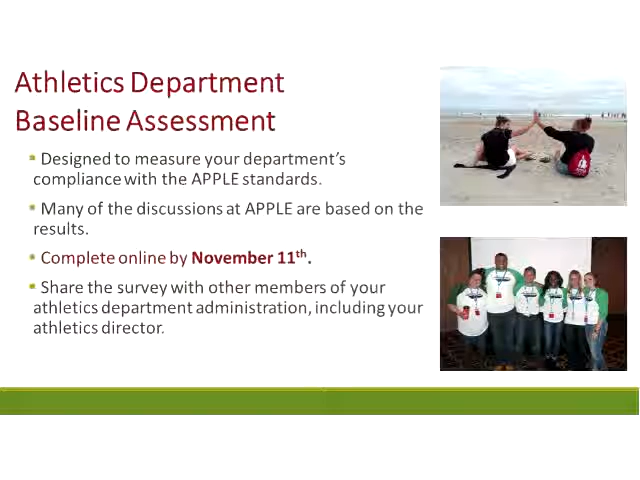 Athletics Department
Baseline Assessment
Designed to measure your department's
compliance with the APPLE standards.
Many of the discussions at APPLE are based on the
results.
Complete online by November 11th.
Share the survey with other members of your
athletics department administration, including your
athletics director.